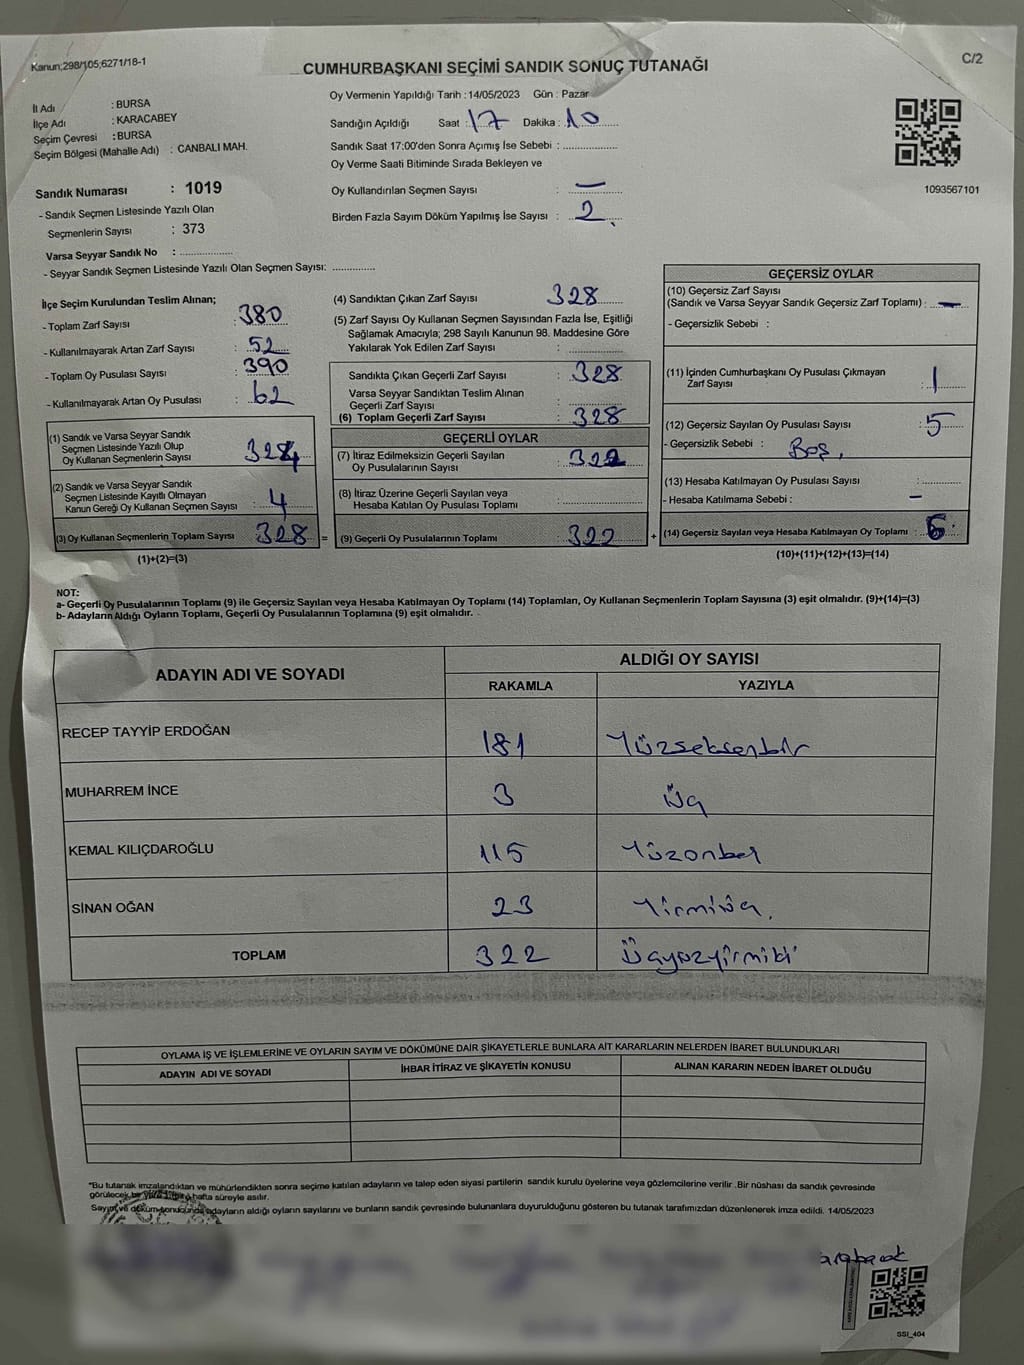 Kanun;298/105;6271/18-1
C/2
CUMHURBAŞKANI SEÇİMİ SANDIK SONUÇ TUTANAĞI
İl Adı : BURSA
İlçe Adı : KARACABEY
Seçim Çevresi : BURSA
Seçim Bölgesi (Mahalle Adı) : CANBALI MAH.
Sandık Numarası : 1019
- Sandık Seçmen Listesinde Yazılı Olan
Seçmenlerin Sayısı : 373
Varsa Seyyar Sandık No : ..............
- Seyyar Sandık Seçmen Listesinde Yazılı Olan Seçmen Sayısı: ............
Oy Vermenin Yapıldığı Tarih : 14/05/2023 Gün : Pazar
Sandığın Açıldığı Saat : 17 Dakika : 10
Sandık Saat 17:00'den Sonra Açımış İse Sebebi : ...............
Oy Verme Saati Bitiminde Sırada Bekleyen ve
Oy Kullandırılan Seçmen Sayısı : —
Birden Fazla Sayım Döküm Yapılmış İse Sayısı : 2
1093567101
İlçe Seçim Kurulundan Teslim Alınan;
- Toplam Zarf Sayısı : 380
- Kullanılmayarak Artan Zarf Sayısı : 52
- Toplam Oy Pusulası Sayısı : 390
- Kullanılmayarak Artan Oy Pusulası : 62
(1) Sandık ve Varsa Seyyar Sandık
Seçmen Listesinde Yazılı Olup
Oy Kullanan Seçmenlerin Sayısı : 324
(2) Sandık ve Varsa Seyyar Sandık
Seçmen Listesinde Kayıtlı Olmayan
Kanun Gereği Oy Kullanan Seçmen Sayısı : 4
(3) Oy Kullanan Seçmenlerin Toplam Sayısı 328 =
(1)+(2)=(3)
(4) Sandıktan Çıkan Zarf Sayısı 328
(5) Zarf Sayısı Oy Kullanan Seçmen Sayısından Fazla İse, Eşitliği
Sağlamak Amacıyla; 298 Sayılı Kanunun 98. Maddesine Göre
Yakılarak Yok Edilen Zarf Sayısı : ..............
Sandıkta Çıkan Geçerli Zarf Sayısı : 328
Varsa Seyyar Sandıktan Teslim Alınan
Geçerli Zarf Sayısı : ..............
(6) Toplam Geçerli Zarf Sayısı : 328
GEÇERLİ OYLAR
(7) İtiraz Edilmeksizin Geçerli Sayılan
Oy Pusulalarının Sayısı : 322
(8) İtiraz Üzerine Geçerli Sayılan veya
Hesaba Katılan Oy Pusulası Toplamı : ..............
(9) Geçerli Oy Pusulalarının Toplamı : 322 +
GEÇERSİZ OYLAR
(10) Geçersiz Zarf Sayısı
(Sandık ve Varsa Seyyar Sandık Geçersiz Zarf Toplamı) : —
- Geçersizlik Sebebi :
(11) İçinden Cumhurbaşkanı Oy Pusulası Çıkmayan
Zarf Sayısı : 1
(12) Geçersiz Sayılan Oy Pusulası Sayısı : 5
- Geçersizlik Sebebi : Boş,
(13) Hesaba Katılmayan Oy Pusulası Sayısı : ..............
- Hesaba Katılmama Sebebi : —
(14) Geçersiz Sayılan veya Hesaba Katılmayan Oy Toplamı : 6
(10)+(11)+(12)+(13)=(14)
NOT:
a- Geçerli Oy Pusulalarının Toplamı (9) ile Geçersiz Sayılan veya Hesaba Katılmayan Oy Toplamı (14) Toplamları, Oy Kullanan Seçmenlerin Toplam Sayısına (3) eşit olmalıdır. (9)+(14)=(3)
b- Adayların Aldığı Oyların Toplamı, Geçerli Oy Pusulalarının Toplamına (9) eşit olmalıdır.
ADAYIN ADI VE SOYADI
ALDIĞI OY SAYISI
RAKAMLA YAZIYLA
RECEP TAYYİP ERDOĞAN 181 Yüzseksenbir
MUHARREM İNCE 3 Üç
KEMAL KILIÇDAROĞLU 115 Yüzonbeş
SİNAN OĞAN 23 Yirmiüç.
TOPLAM 322 Üçyüzyirmiiki
OYLAMA İŞ VE İŞLEMLERİNE VE OYLARIN SAYIM VE DÖKÜMÜNE DAİR ŞİKAYETLERLE BUNLARA AİT KARARLARIN NELERDEN İBARET BULUNDUKLARI
ADAYIN ADI VE SOYADI İHBAR İTİRAZ VE ŞİKAYETİN KONUSU ALINAN KARARIN NEDEN İBARET OLDUĞU
*Bu tutanak imzalandıktan ve mühürlendikten sonra seçime katılan adayların ve talep eden siyasi partilerin sandık kurulu üyelerine veya gözlemcilerine verilir .Bir nüshası da sandık çevresinde
görülecek bir yere hafta süreyle asılır.
Sayım ve döküm sonucunda adayların aldığı oyların sayılarını ve bunların sandık çevresinde bulunanlara duyurulduğunu gösteren bu tutanak tarafımızdan düzenlenerek imza edildi. 14/05/2023
SSI_404